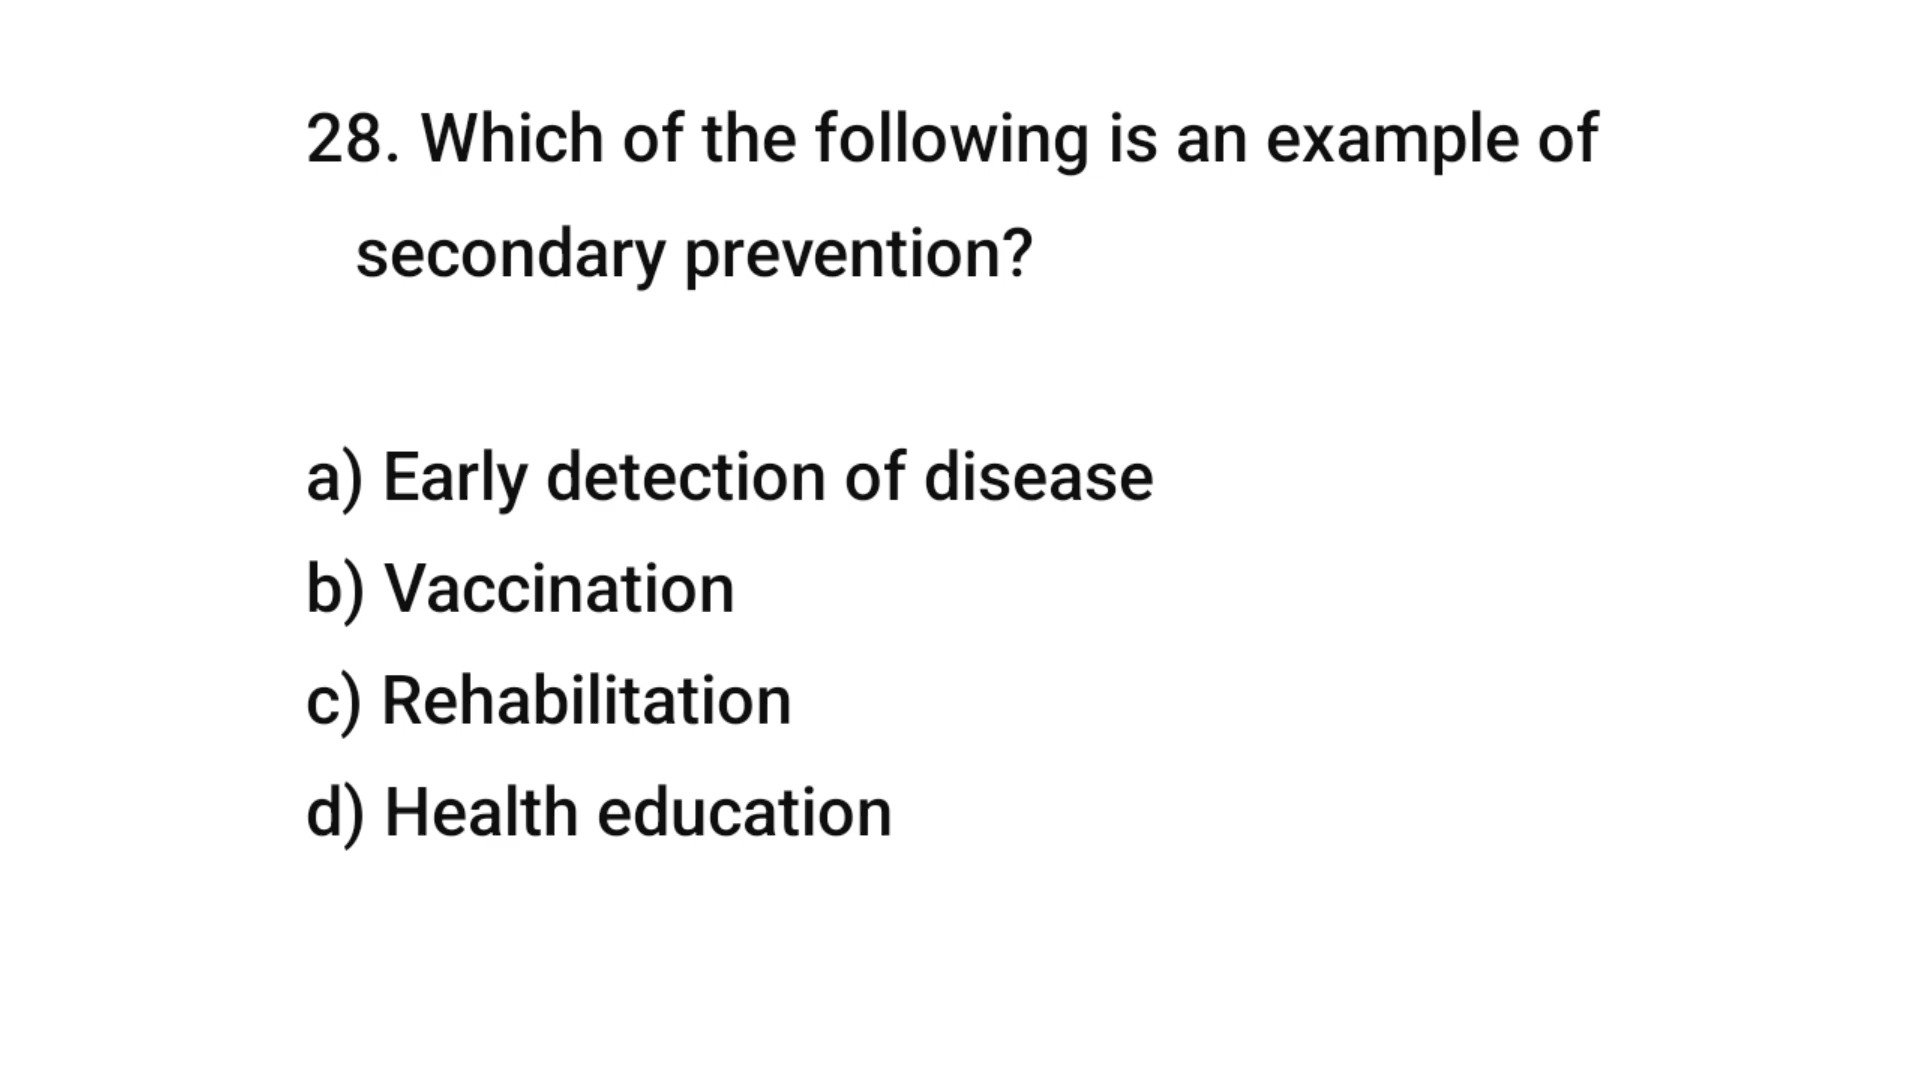 28. Which of the following is an example of
secondary prevention?
a) Early detection of disease
b) Vaccination
c) Rehabilitation
d) Health education